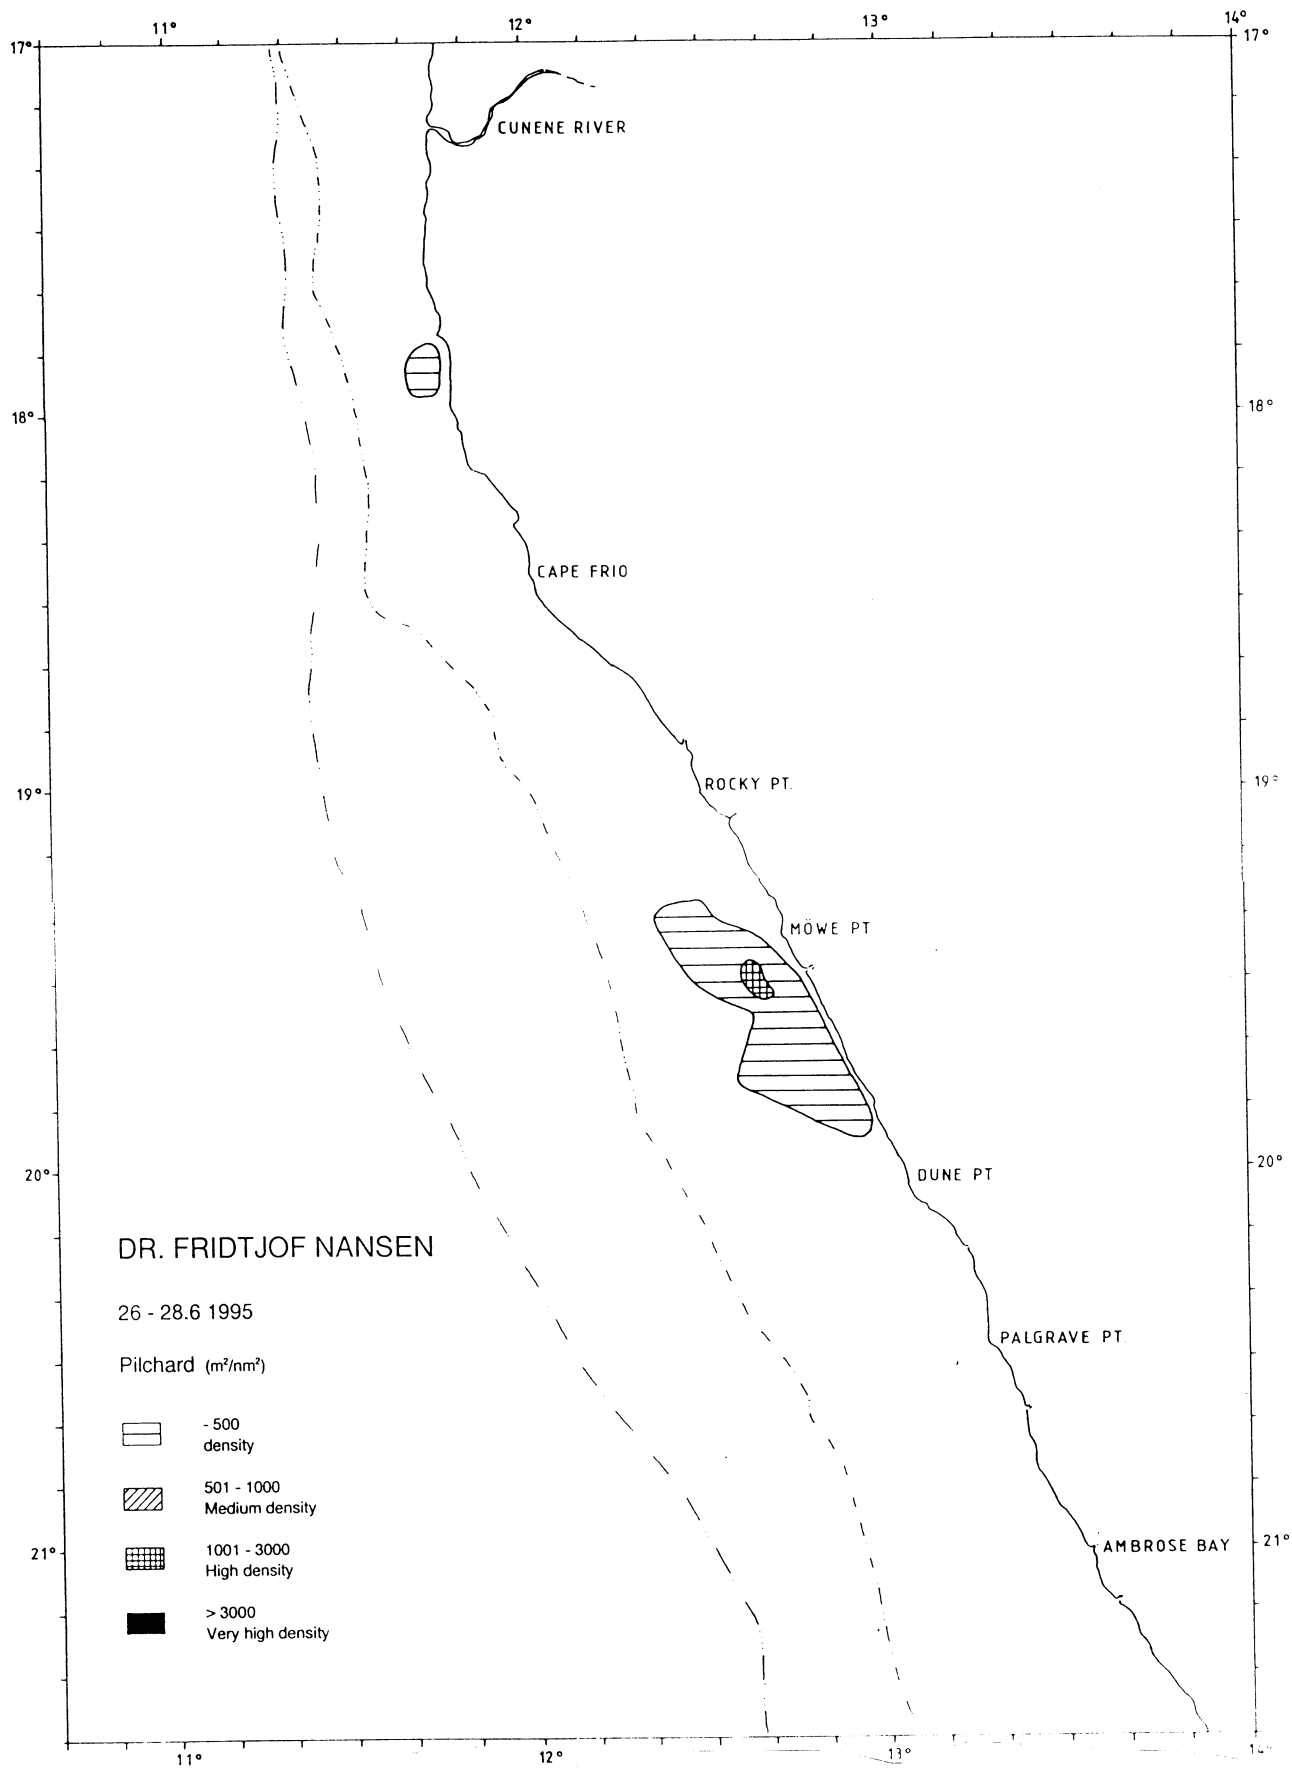 11° 12° 13° 14°
17° 17°
CUNENE RIVER
18° 18°
CAPE FRIO
ROCKY PT.
19° 19°
MÖWE PT
20° 20°
DUNE PT
DR. FRIDTJOF NANSEN
26 - 28.6 1995
PALGRAVE PT.
Pilchard (m²/nm²)
- 500
density
501 - 1000
Medium density
1001 - 3000
High density
21° AMBROSE BAY 21°
> 3000
Very high density
11° 12° 13° 14°